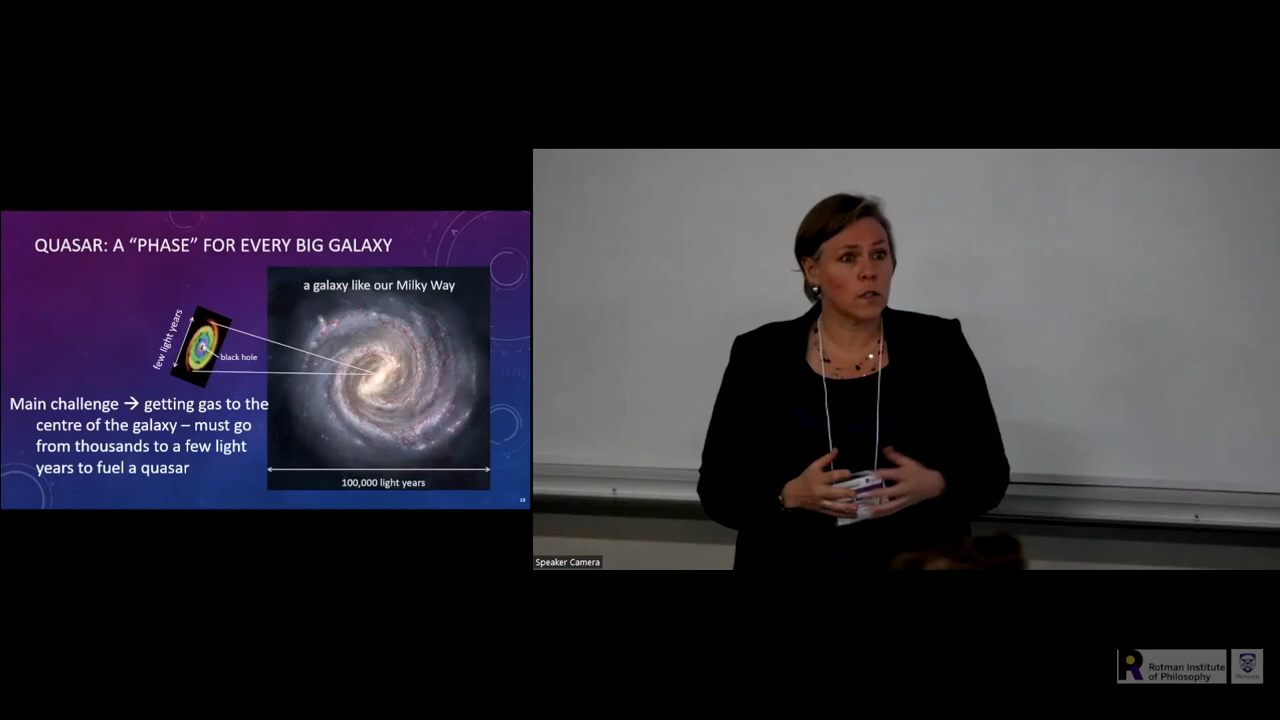 QUASAR: A “PHASE” FOR EVERY BIG GALAXY
a galaxy like our Milky Way
few light years
black hole
Main challenge → getting gas to the
centre of the galaxy – must go
from thousands to a few light
years to fuel a quasar
100,000 light years
18
Speaker Camera
Rotman Institute
of Philosophy
Western